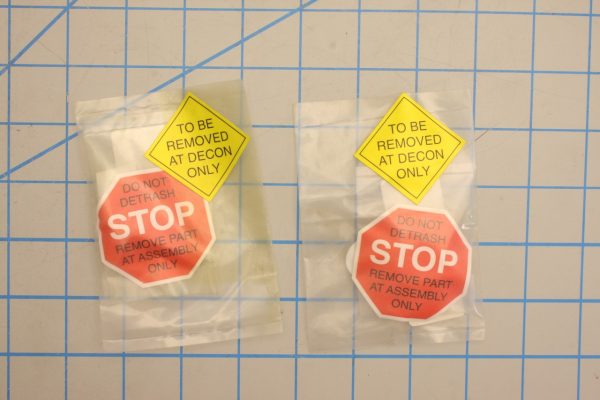 TO BE
REMOVED
AT DECON
ONLY
DO NOT
DETRASH
STOP
REMOVE PART
AT ASSEMBLY
ONLY
TO BE
REMOVED
AT DECON
ONLY
DO NOT
DETRASH
STOP
REMOVE PART
AT ASSEMBLY
ONLY